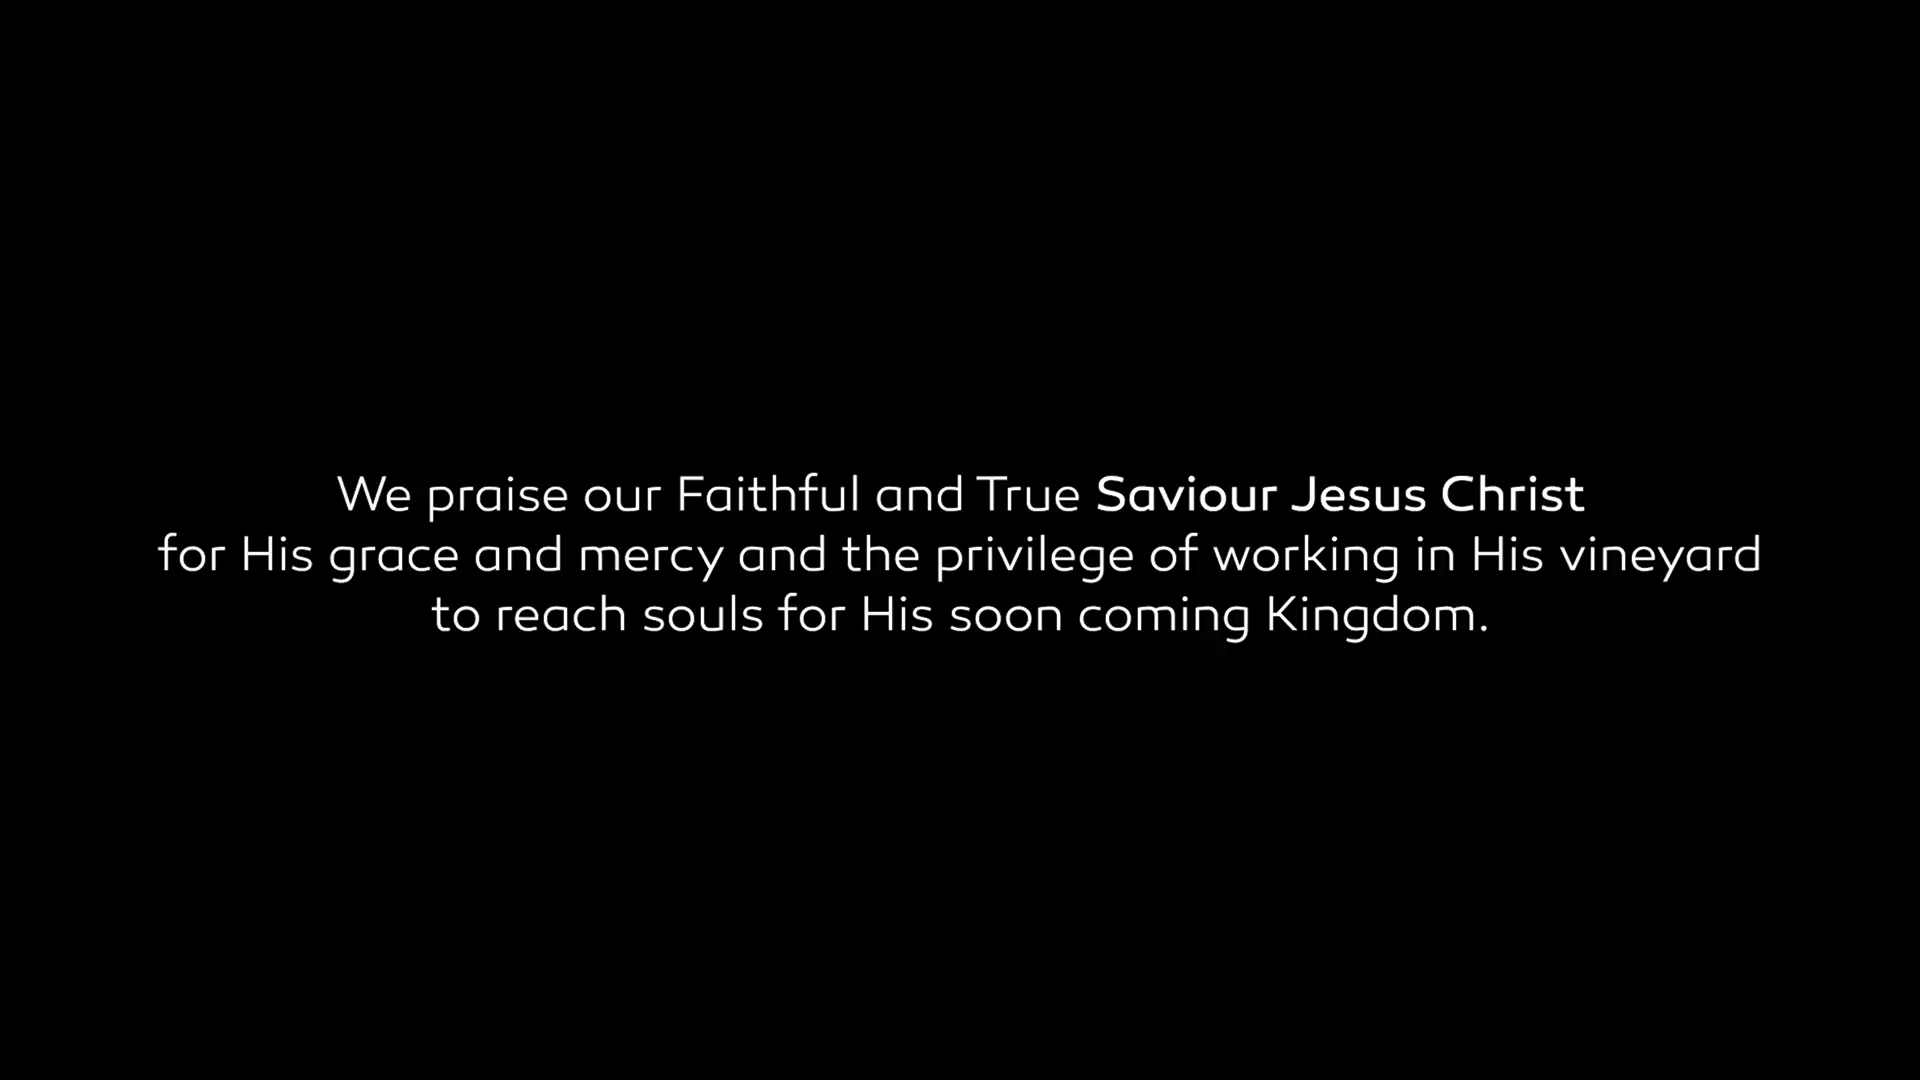 We praise our Faithful and True Saviour Jesus Christ
for His grace and mercy and the privilege of working in His vineyard
to reach souls for His soon coming Kingdom.